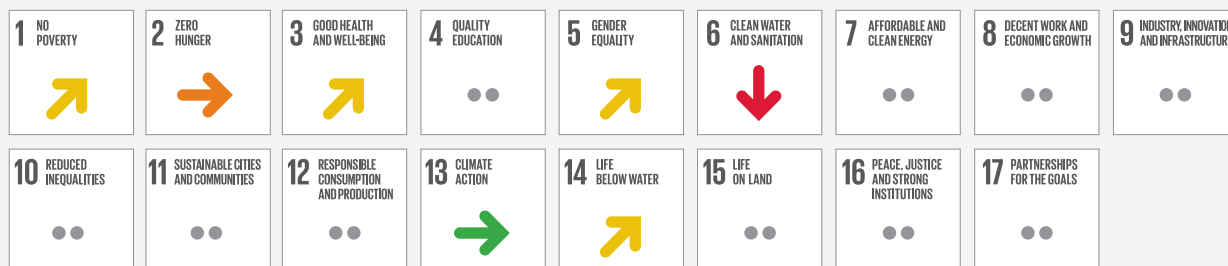 1 NO
POVERTY
2 ZERO
HUNGER
3 GOOD HEALTH
AND WELL-BEING
4 QUALITY
EDUCATION
5 GENDER
EQUALITY
6 CLEAN WATER
AND SANITATION
7 AFFORDABLE AND
CLEAN ENERGY
8 DECENT WORK AND
ECONOMIC GROWTH
9 INDUSTRY, INNOVATION
AND INFRASTRUCTURE
10 REDUCED
INEQUALITIES
11 SUSTAINABLE CITIES
AND COMMUNITIES
12 RESPONSIBLE
CONSUMPTION
AND PRODUCTION
13 CLIMATE
ACTION
14 LIFE
BELOW WATER
15 LIFE
ON LAND
16 PEACE, JUSTICE
AND STRONG
INSTITUTIONS
17 PARTNERSHIPS
FOR THE GOALS